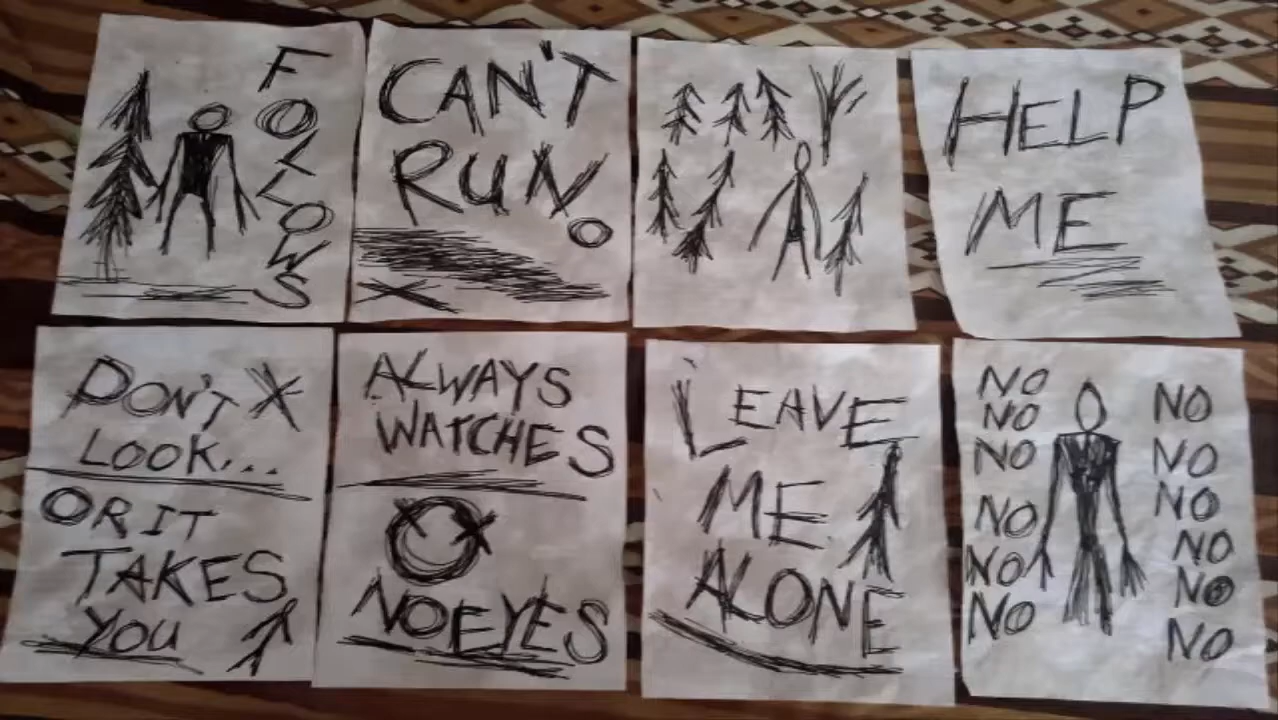 FOLLOWS
CAN'T
RUN
HELP
ME
DON'T
LOOK...
OR IT
TAKES
YOU
ALWAYS
WATCHES
NO EYES
LEAVE
ME
ALONE
NO NO
NO
NO NO
NO NO
NO NO
NO NO
NO